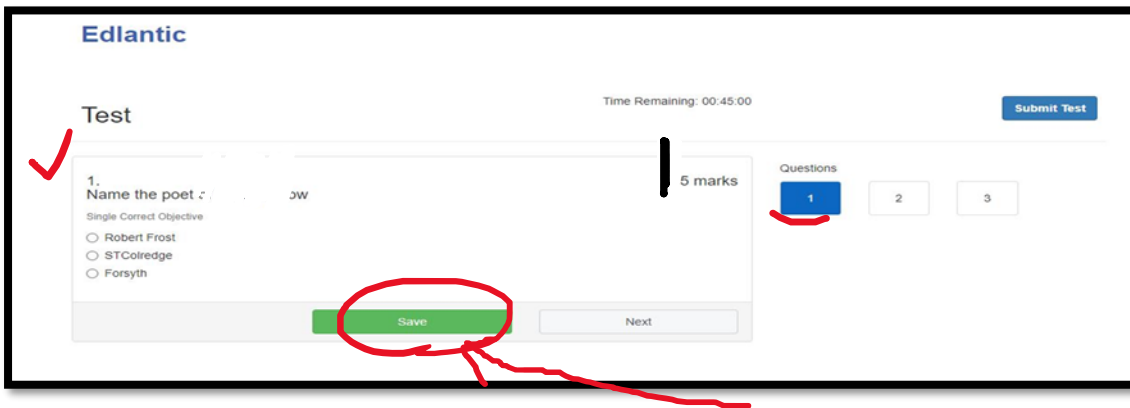 Edlantic
Time Remaining: 00:45:00
Submit Test
Test
1.
Name the poet
5 marks
Single Correct Objective
Robert Frost
STColredge
Forsyth
Save
Next
Questions
1
2
3